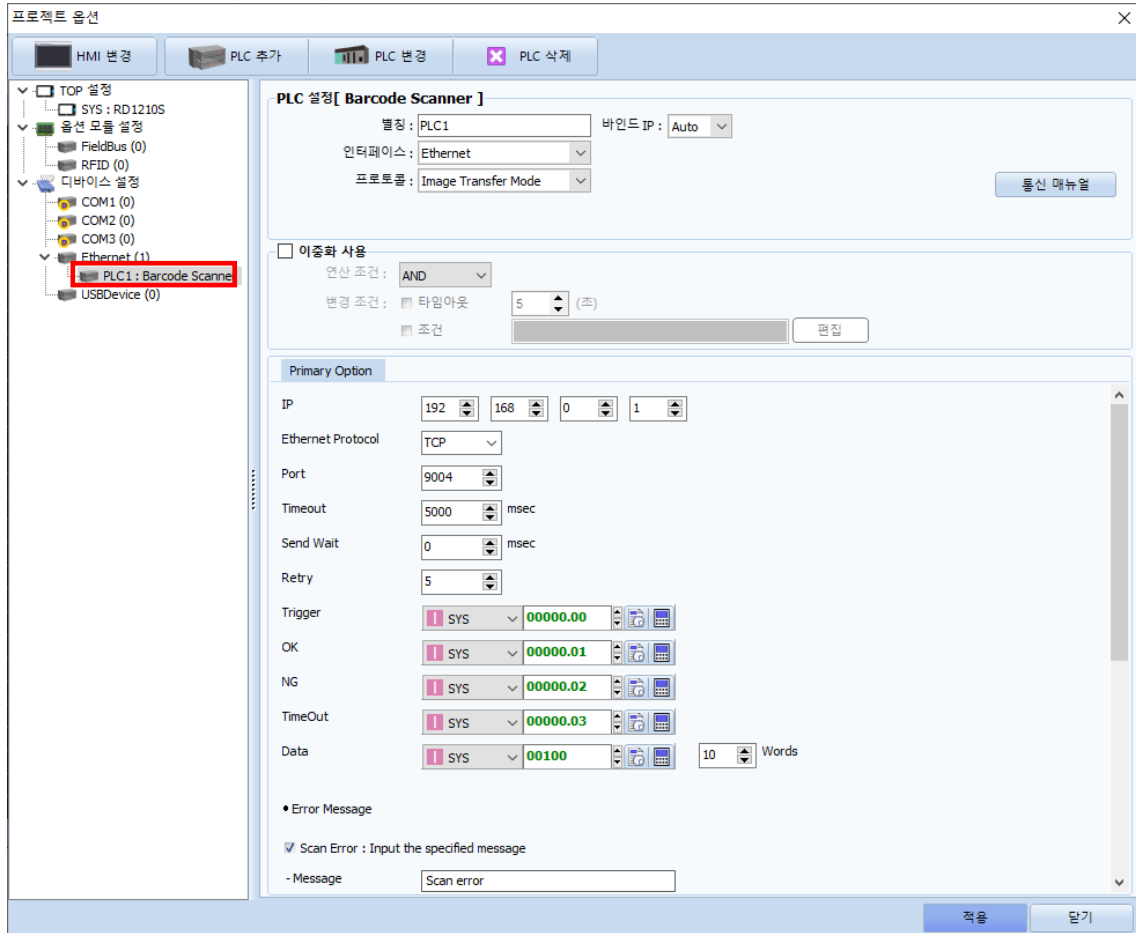 프로젝트 옵션
HMI 변경 PLC 추가 PLC 변경 PLC 삭제
TOP 설정
SYS : RD1210S
옵션 모듈 설정
FieldBus (0)
RFID (0)
디바이스 설정
COM1 (0)
COM2 (0)
COM3 (0)
Ethernet (1)
PLC1 : Barcode Scanne
USBDevice (0)
PLC 설정[ Barcode Scanner ]
별칭 : PLC1 바인드 IP : Auto
인터페이스 : Ethernet
프로토콜 : Image Transfer Mode
통신 매뉴얼
이중화 사용
연산 조건 : AND
변경 조건 : 타임아웃 5 (초)
조건 편집
Primary Option
IP 192 168 0 1
Ethernet Protocol TCP
Port 9004
Timeout 5000 msec
Send Wait 0 msec
Retry 5
Trigger SYS 00000.00
OK SYS 00000.01
NG SYS 00000.02
TimeOut SYS 00000.03
Data SYS 00100 10 Words
• Error Message
Scan Error : Input the specified message
- Message Scan error
적용 닫기